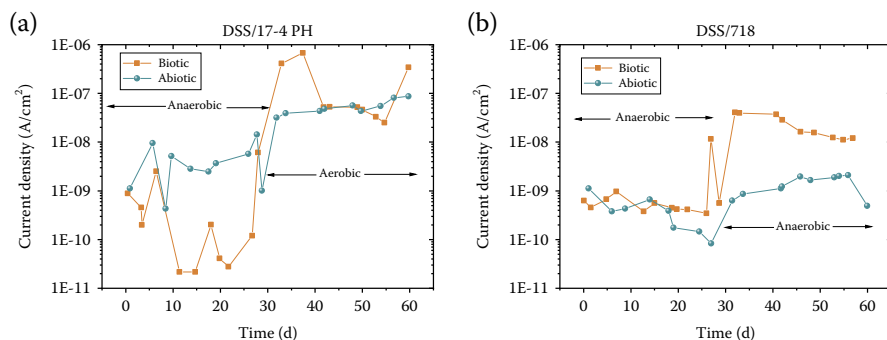 (a)
DSS/17-4 PH
1E-06
1E-07
1E-08
1E-09
1E-10
1E-11
Current density (A/cm²)
Biotic
Abiotic
Anaerobic
Aerobic
0 10 20 30 40 50 60
Time (d)
(b)
DSS/718
1E-06
1E-07
1E-08
1E-09
1E-10
1E-11
Current density (A/cm²)
Biotic
Abiotic
Anaerobic
Anaerobic
0 10 20 30 40 50 60
Time (d)